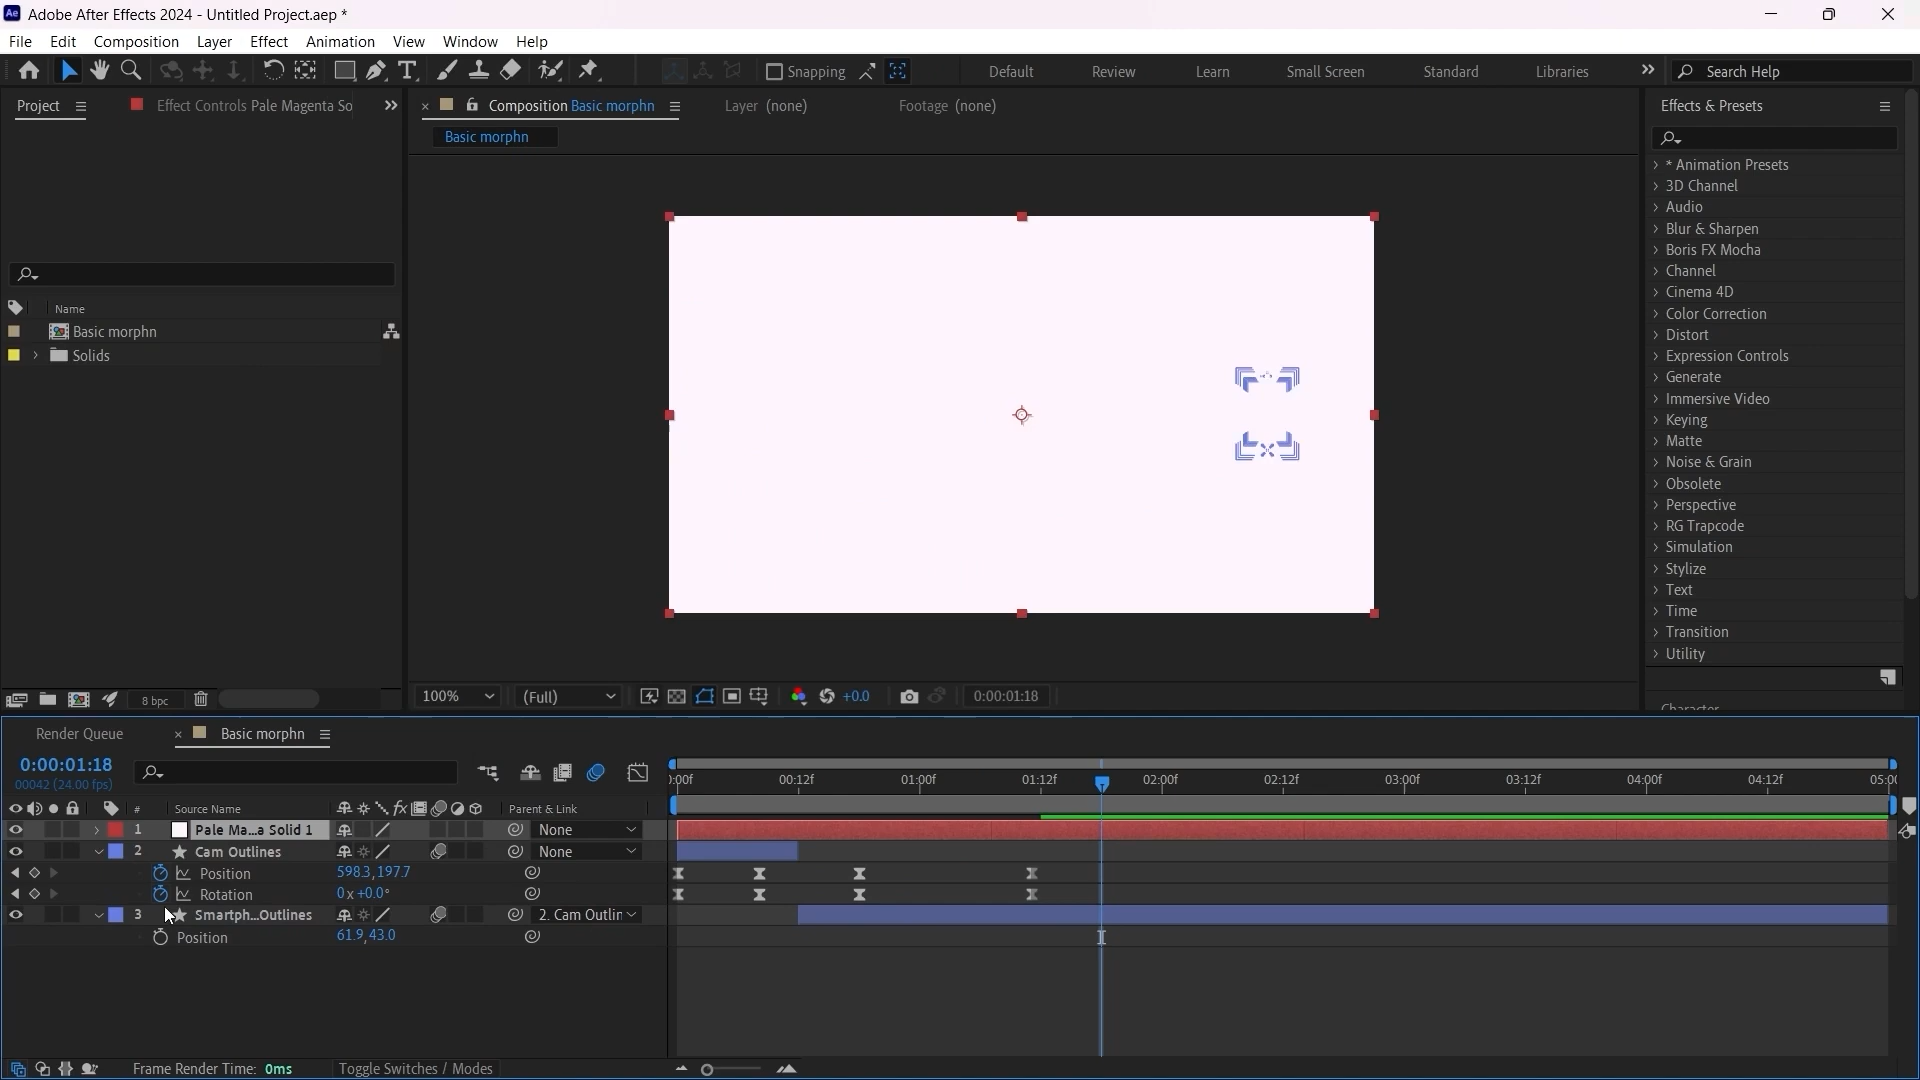 Adobe After Effects 2024 - Untitled Project.aep *
File Edit Composition Layer Effect Animation View Window Help
Snapping Default Review Learn Small Screen Standard Libraries Search Help
Project Effect Controls Pale Magenta So
Composition Basic morphn Layer (none) Footage (none)
Basic morphn
Effects & Presets
* Animation Presets
3D Channel
Audio
Blur & Sharpen
Boris FX Mocha
Channel
Cinema 4D
Color Correction
Distort
Expression Controls
Generate
Immersive Video
Keying
Matte
Noise & Grain
Obsolete
Perspective
RG Trapcode
Simulation
Stylize
Text
Time
Transition
Utility
Name
Basic morphn
Solids
8 bpc
100% (Full) +0.0 0:00:01:18
Render Queue Basic morphn
0:00:01:18
00042 (24.00 fps)
:00f 00:12f 01:00f 01:12f 02:00f 02:12f 03:00f 03:12f 04:00f 04:12f 05:00
# Source Name Parent & Link
1 Pale Ma...a Solid 1 None
2 Cam Outlines None
Position 598.3,197.7
Rotation 0x+0.0°
3 Smartph...Outlines 2. Cam Outlin
Position 61.9,43.0
Frame Render Time: 0ms Toggle Switches / Modes